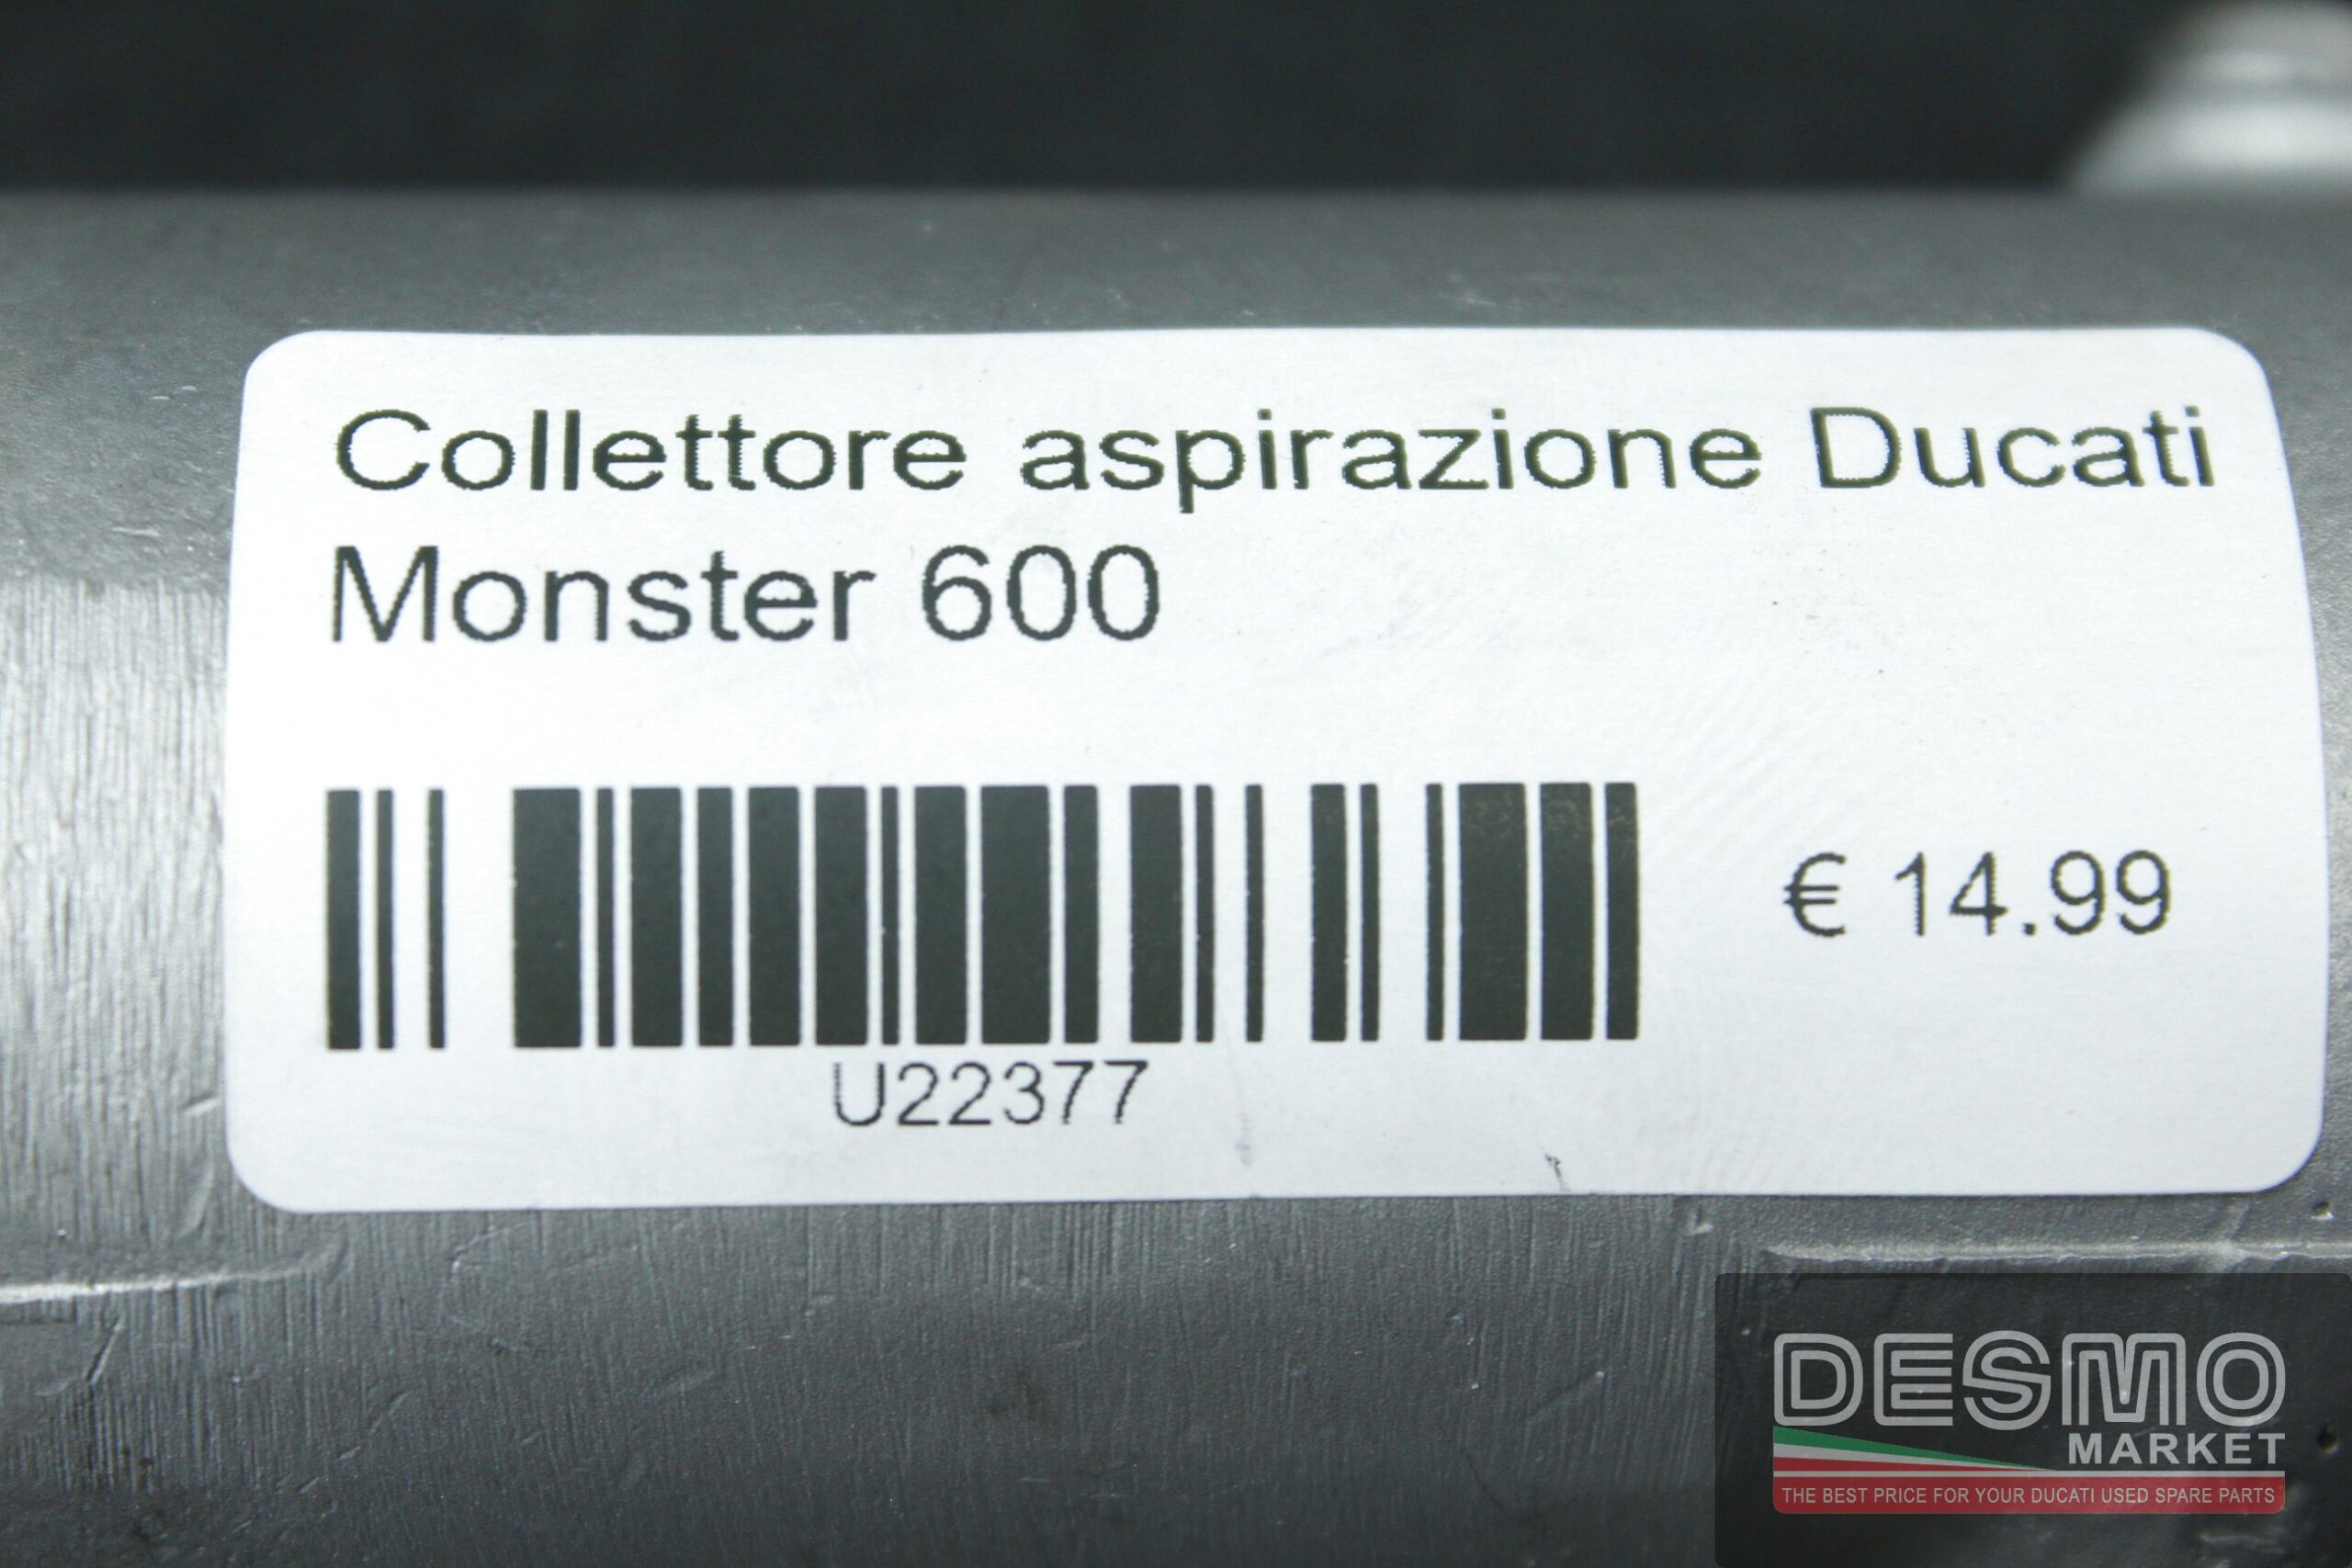 Collettore aspirazione Ducati
Monster 600
€ 14.99
U22377
DESMO
MARKET
THE BEST PRICE FOR YOUR DUCATI USED SPARE PARTS